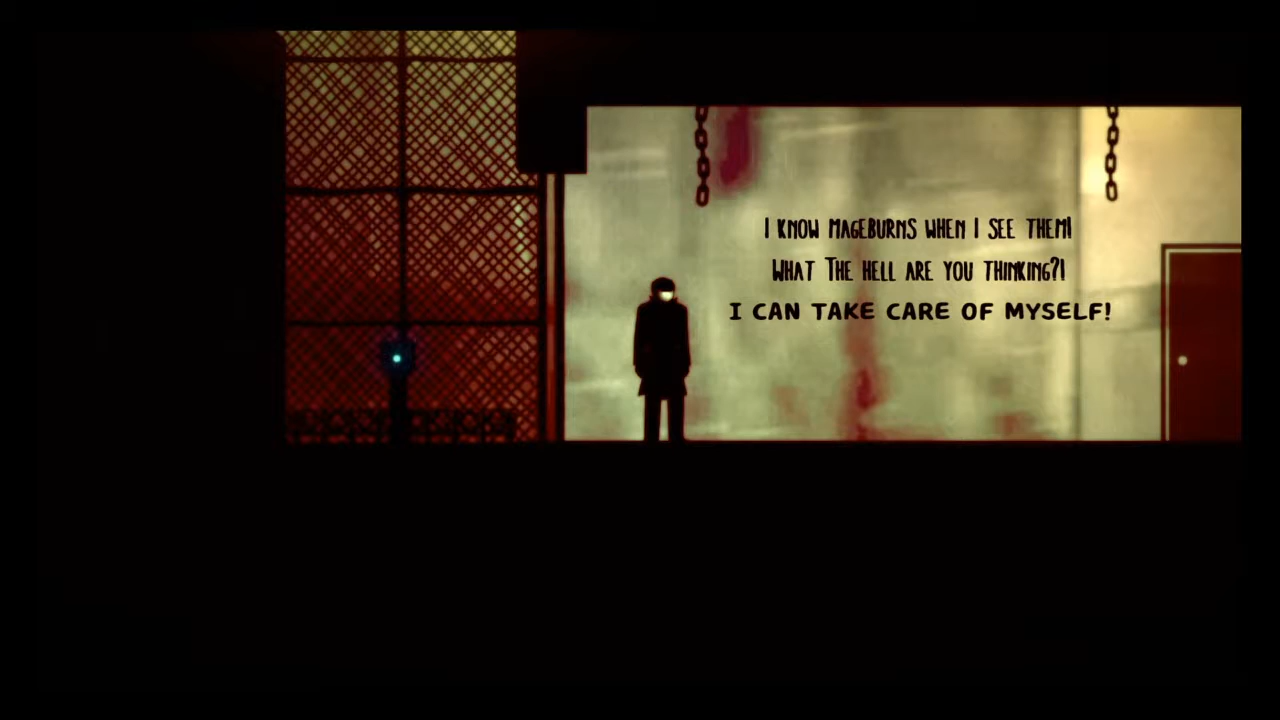 I KNOW MAGEBURNS WHEN I SEE THEM!
WHAT THE HELL ARE YOU THINKING?!
I CAN TAKE CARE OF MYSELF!